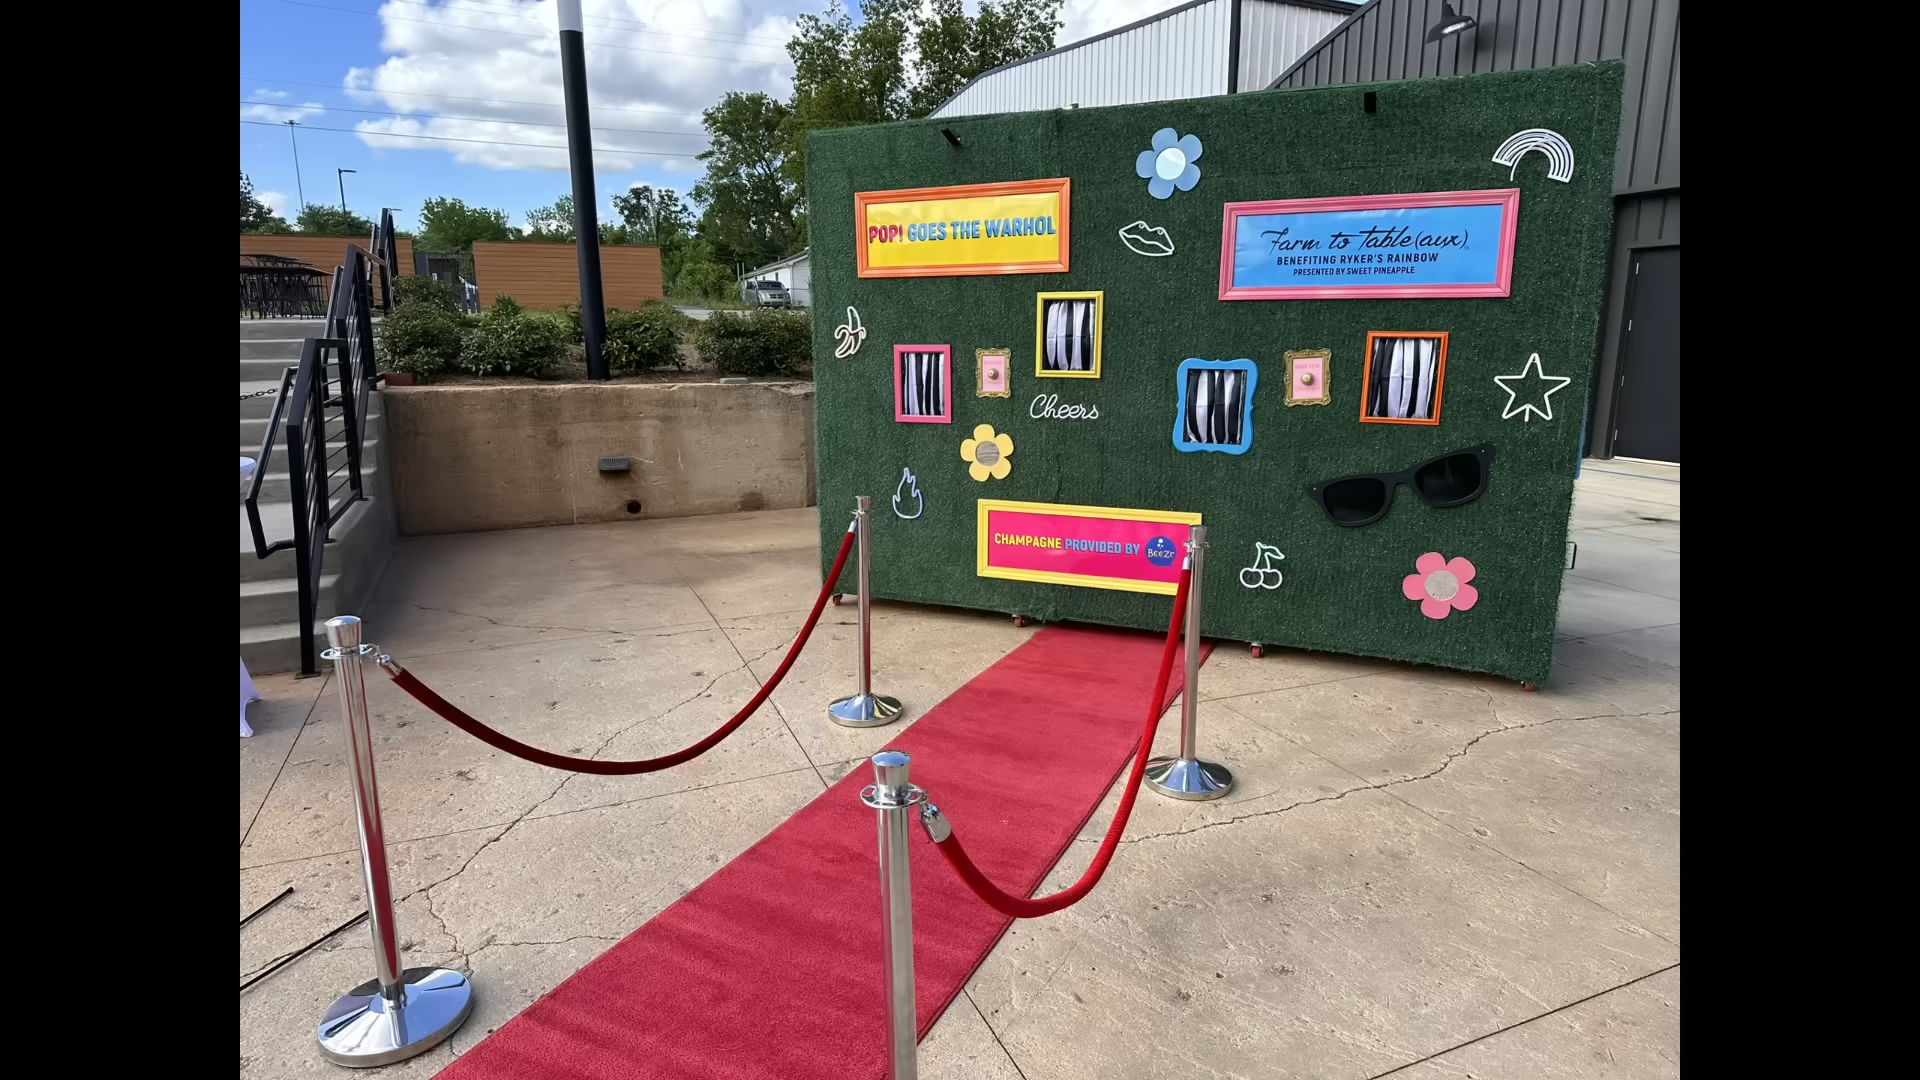 POP! GOES THE WARHOL
Farm to Table(aux)
BENEFITING RYKER'S RAINBOW
PRESENTED BY SWEET PINEAPPLE
Cheers
CHAMPAGNE PROVIDED BY
BEEZr